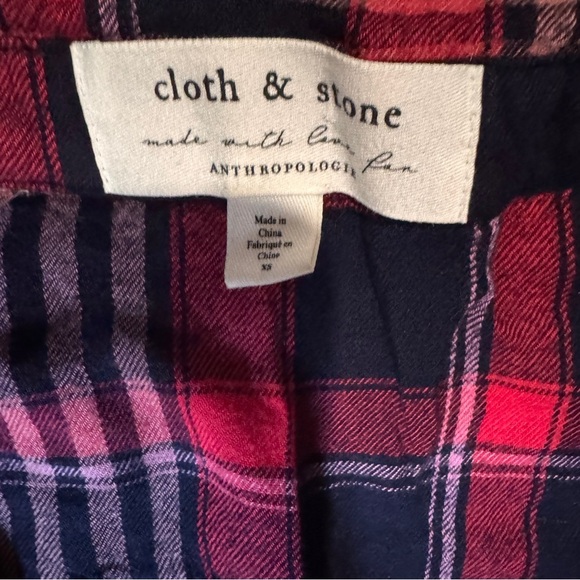 cloth & stone
made with love
ANTHROPOLOGIE
Made in
China
Fabriqué en
Chine
XS